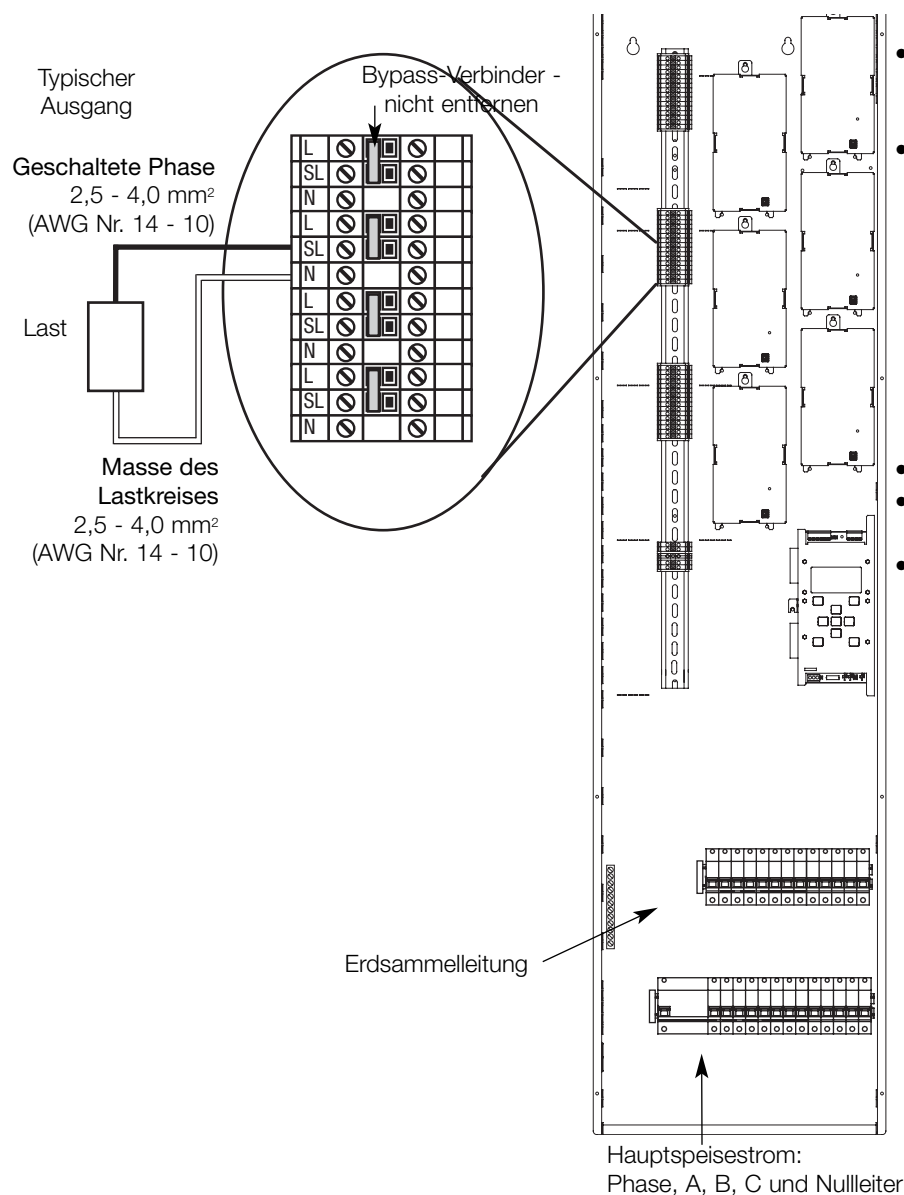 Typischer
Ausgang
Bypass-Verbinder -
nicht entfernen
Geschaltete Phase
2,5 - 4,0 mm²
(AWG Nr. 14 - 10)
Last
Masse des
Lastkreises
2,5 - 4,0 mm²
(AWG Nr. 14 - 10)
L
SL
N
L
SL
N
L
SL
N
L
SL
N
Erdsammelleitung
Hauptspeisestrom:
Phase, A, B, C und Nullleiter